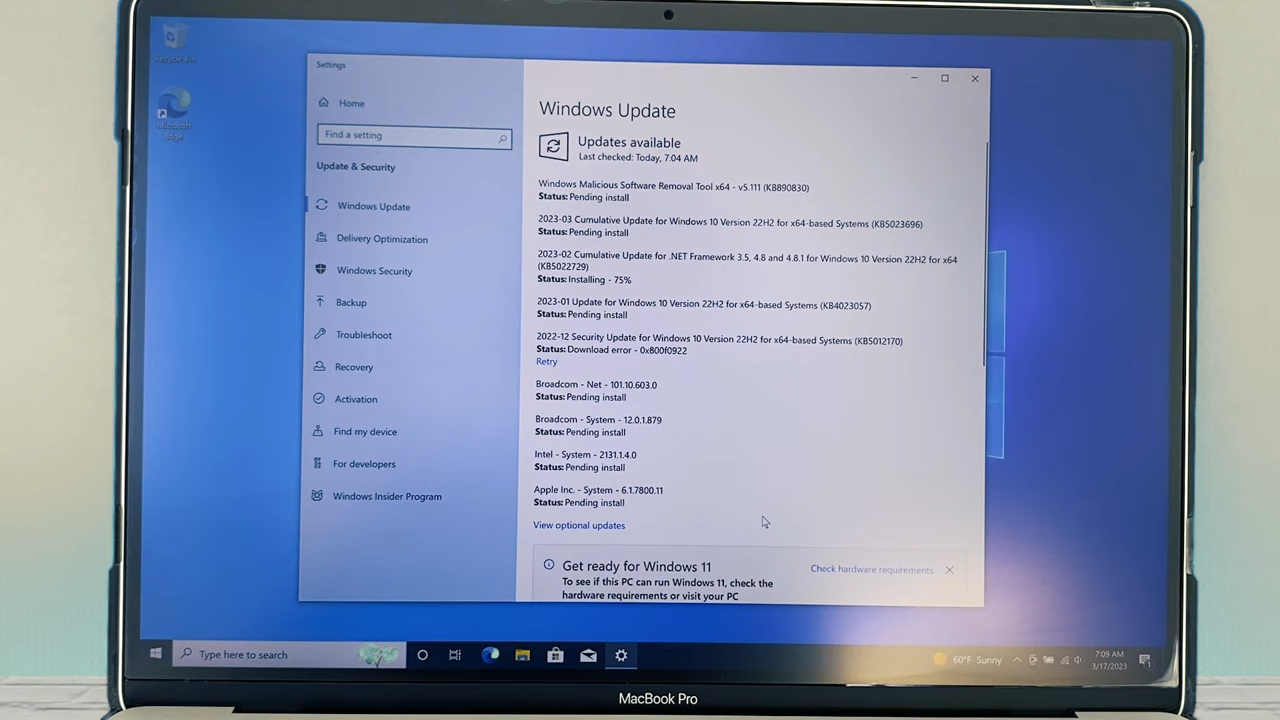 Recycle Bin
Microsoft
Edge
Settings
Home
Find a setting
Update & Security
Windows Update
Delivery Optimization
Windows Security
Backup
Troubleshoot
Recovery
Activation
Find my device
For developers
Windows Insider Program
Windows Update
Updates available
Last checked: Today, 7:04 AM
Windows Malicious Software Removal Tool x64 - v5.111 (KB890830)
Status: Pending install
2023-03 Cumulative Update for Windows 10 Version 22H2 for x64-based Systems (KB5023696)
Status: Pending install
2023-02 Cumulative Update for .NET Framework 3.5, 4.8 and 4.8.1 for Windows 10 Version 22H2 for x64
(KB5022729)
Status: Installing - 75%
2023-01 Update for Windows 10 Version 22H2 for x64-based Systems (KB4023057)
Status: Pending install
2022-12 Security Update for Windows 10 Version 22H2 for x64-based Systems (KB5012170)
Status: Download error - 0x800f0922
Retry
Broadcom - Net - 101.10.603.0
Status: Pending install
Broadcom - System - 12.0.1.879
Status: Pending install
Intel - System - 2131.1.4.0
Status: Pending install
Apple Inc. - System - 6.1.7800.11
Status: Pending install
View optional updates
Get ready for Windows 11
Check hardware requirements
To see if this PC can run Windows 11, check the
hardware requirements or visit your PC
Type here to search
60°F Sunny
7:09 AM
3/17/2023
1
MacBook Pro